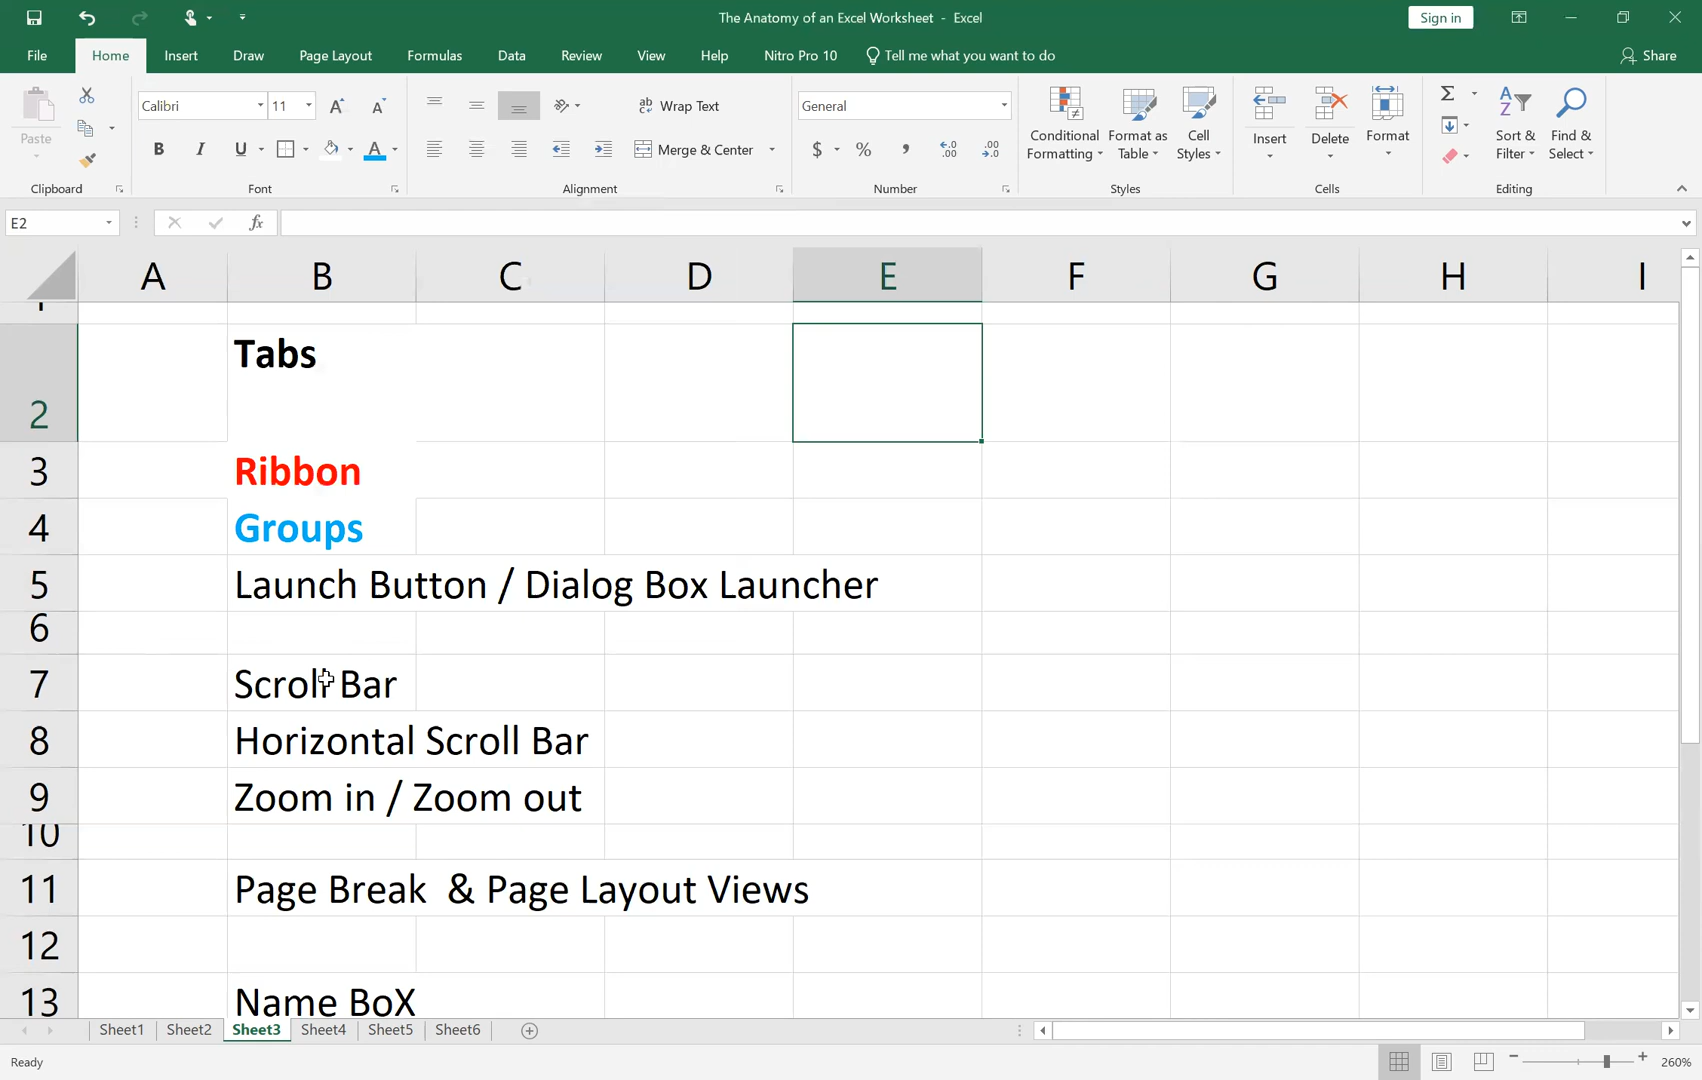 The Anatomy of an Excel Worksheet - Excel
Sign in
File Home Insert Draw Page Layout Formulas Data Review View Help Nitro Pro 10 Tell me what you want to do Share
Paste
Clipboard
Calibri 11
B I U A
Font
ab Wrap Text
Merge & Center
Alignment
General
$ % , .00 .0
Number
Conditional
Formatting
Format as
Table
Cell
Styles
Styles
Insert
Delete
Format
Cells
Σ
Sort &
Filter
Find &
Select
Editing
E2
fx
A B C D E F G H I
1
2 Tabs
3 Ribbon
4 Groups
5 Launch Button / Dialog Box Launcher
6
7 Scroll Bar
8 Horizontal Scroll Bar
9 Zoom in / Zoom out
10
11 Page Break & Page Layout Views
12
13 Name BoX
Sheet1 Sheet2 Sheet3 Sheet4 Sheet5 Sheet6
Ready
260%